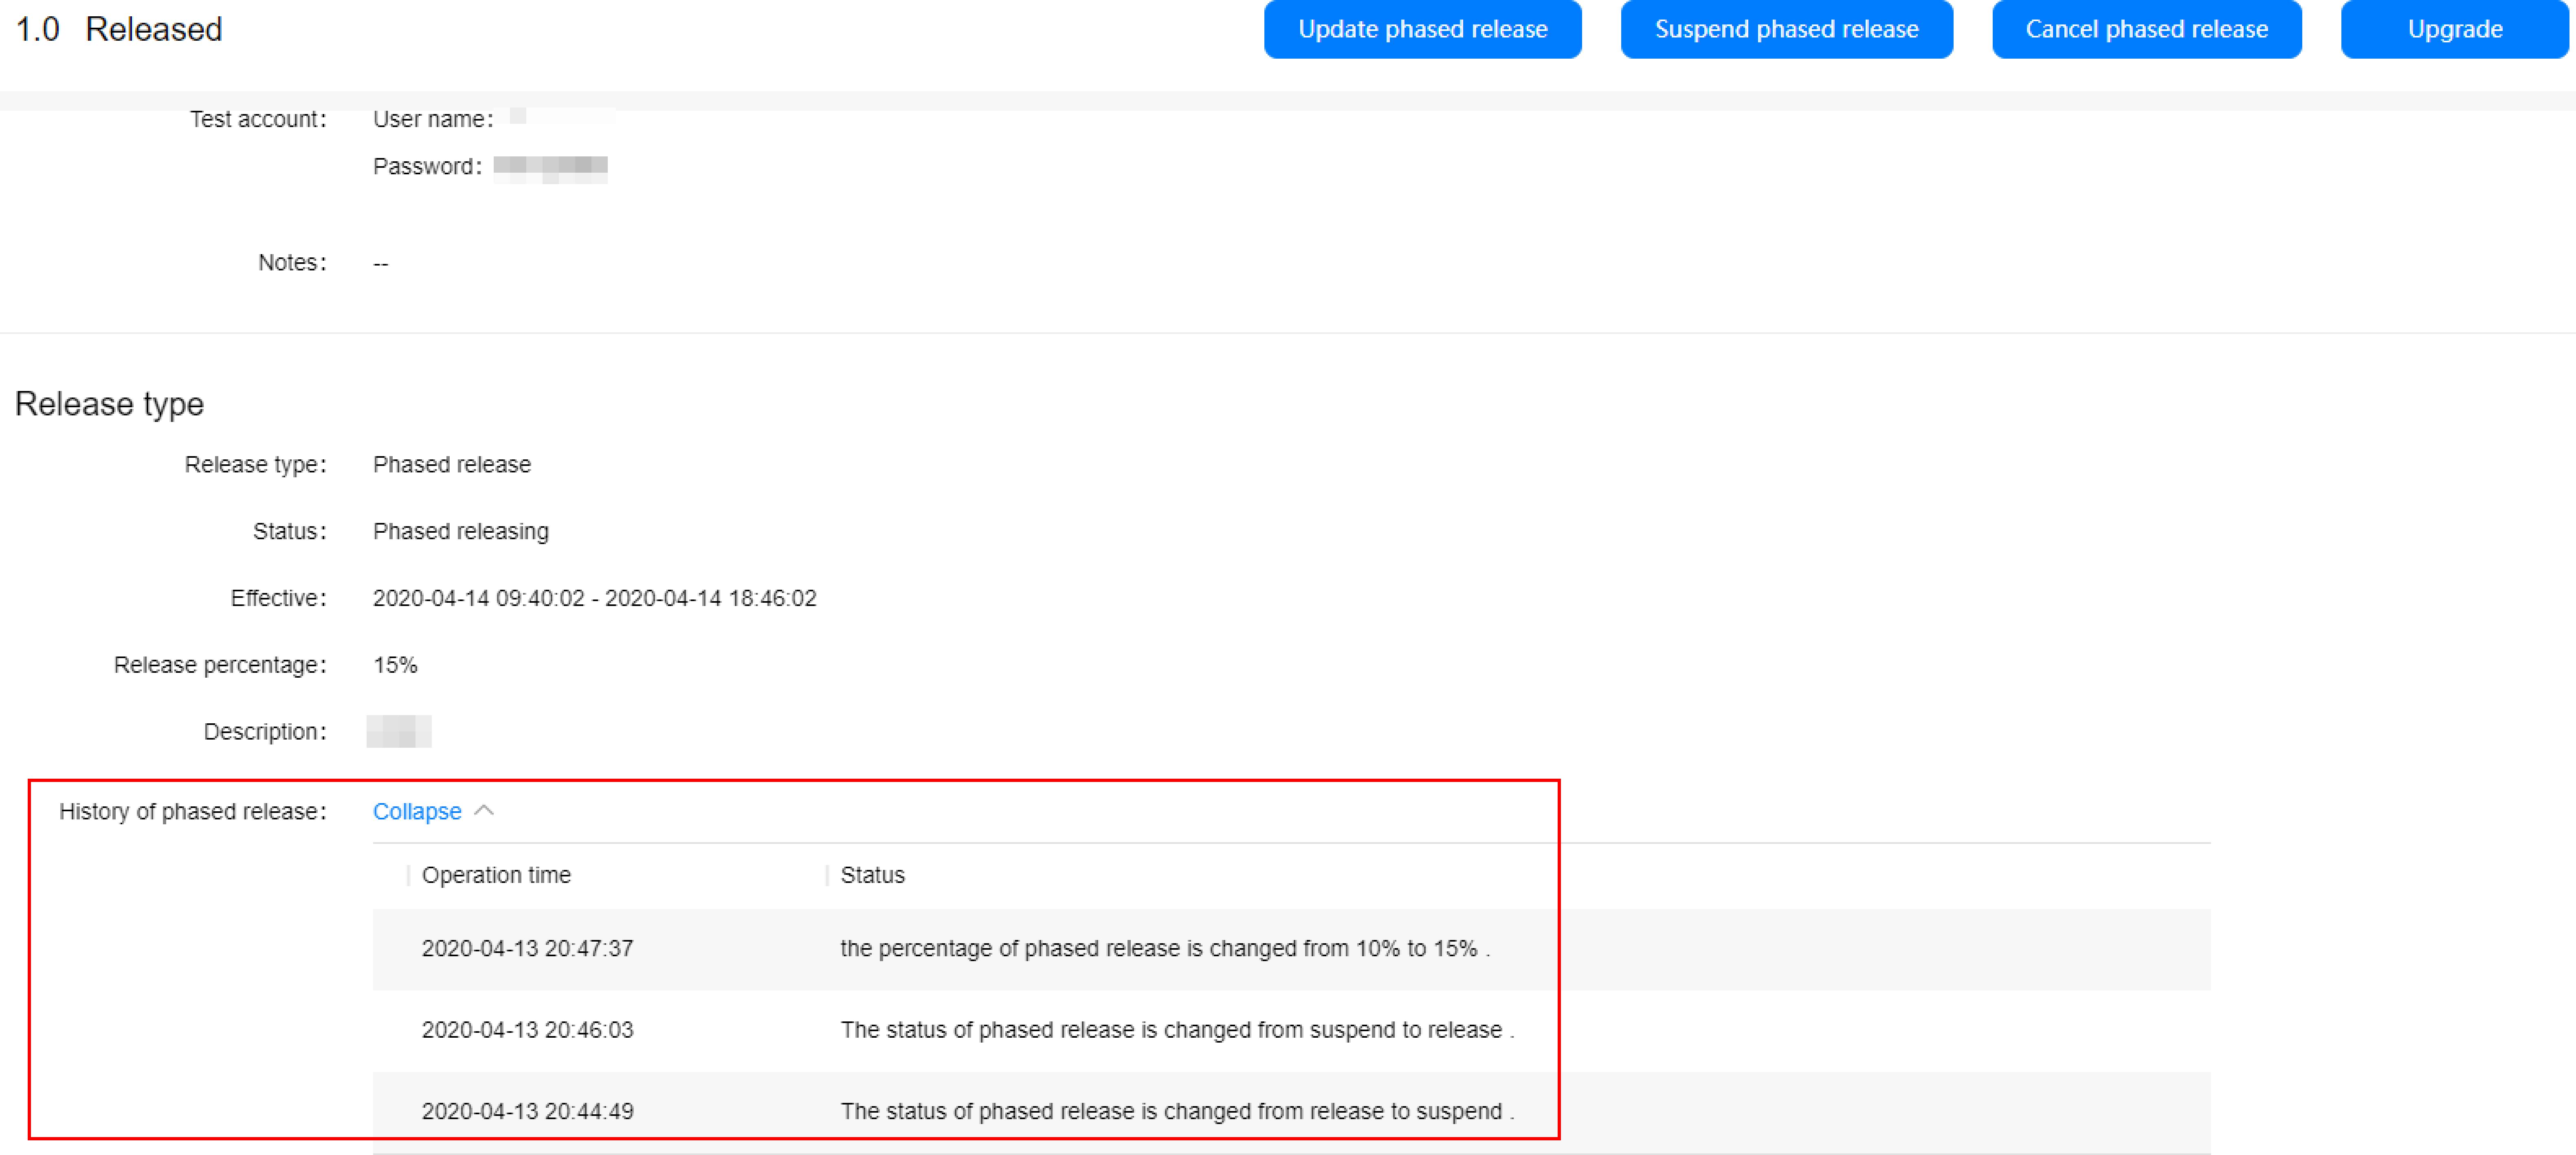 1.0 Released Update phased release Suspend phased release Cancel phased release Upgrade
Test account: User name:
Password:
Notes: --
Release type
Release type: Phased release
Status: Phased releasing
Effective: 2020-04-14 09:40:02 - 2020-04-14 18:46:02
Release percentage: 15%
Description:
History of phased release: Collapse
Operation time Status
2020-04-13 20:47:37 the percentage of phased release is changed from 10% to 15% .
2020-04-13 20:46:03 The status of phased release is changed from suspend to release .
2020-04-13 20:44:49 The status of phased release is changed from release to suspend .